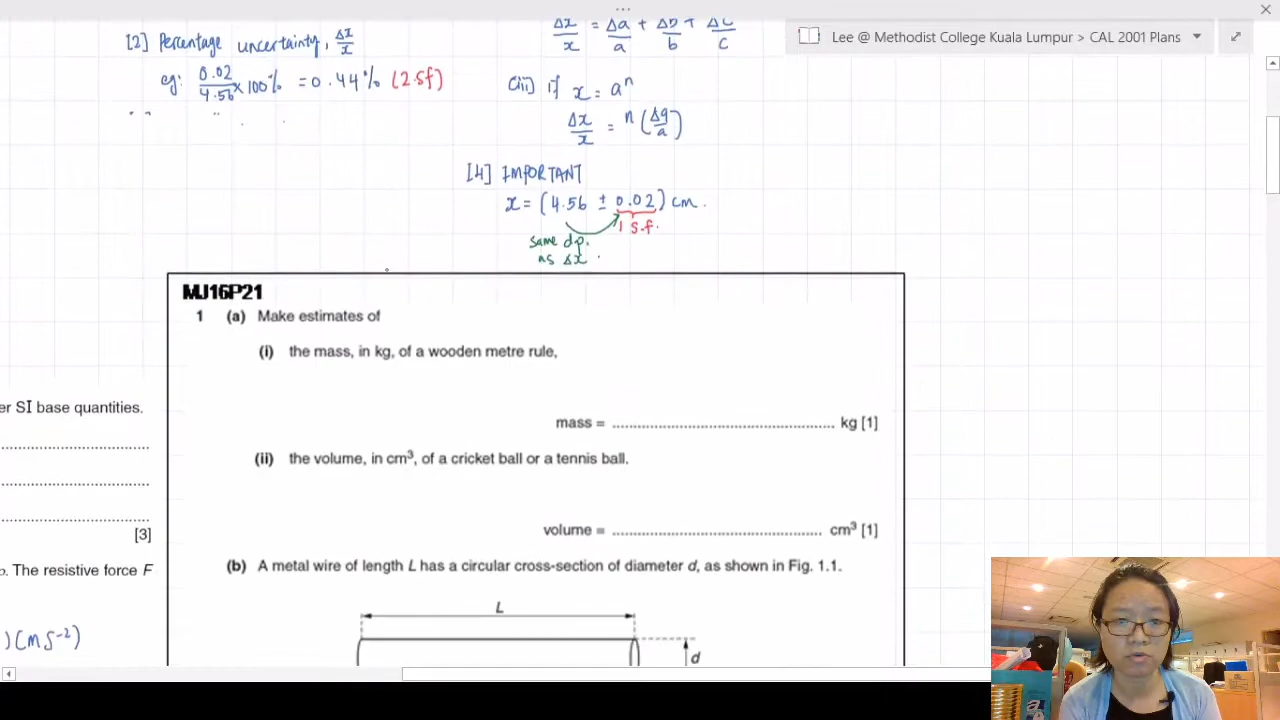 Lee @ Methodist College Kuala Lumpur > CAL 2001 Plans
[2] Percentage uncertainty, Δx/x
eg: 0.02/4.56 x 100% = 0.44% (2.sf)
Δx/x = Δa/a + Δb/b + Δc/c
(iii) if x = aⁿ
Δx/x = n (Δa/a)
[4] IMPORTANT
x = (4.56 ± 0.02) cm.
1 s.f.
same dp.
as Δx
MJ16P21
1 (a) Make estimates of
(i) the mass, in kg, of a wooden metre rule,
mass = ........................................................ kg [1]
(ii) the volume, in cm³, of a cricket ball or a tennis ball.
volume = ..................................................... cm³ [1]
(b) A metal wire of length L has a circular cross-section of diameter d, as shown in Fig. 1.1.
L
d
er SI base quantities.
[3]
. The resistive force F
)(ms⁻²)